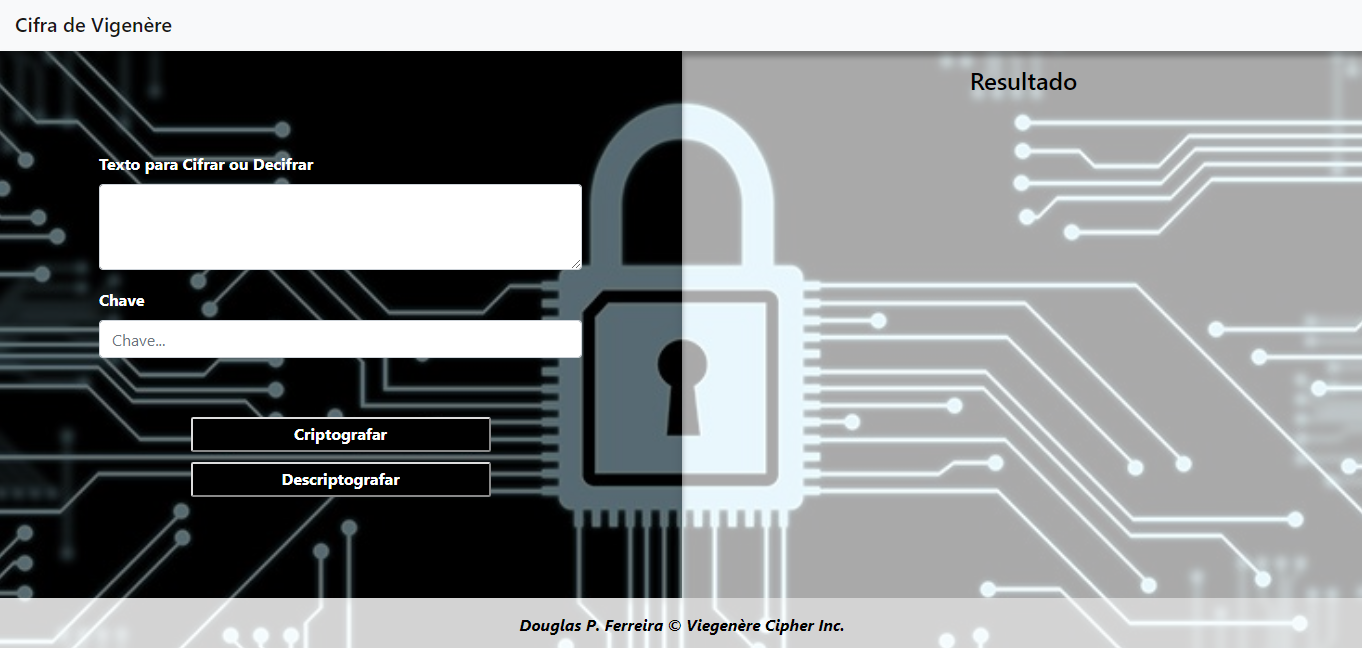 Cifra de Vigenère
Resultado
Texto para Cifrar ou Decifrar
Chave
Chave...
Criptografar
Descriptografar
Douglas P. Ferreira © Viegenère Cipher Inc.